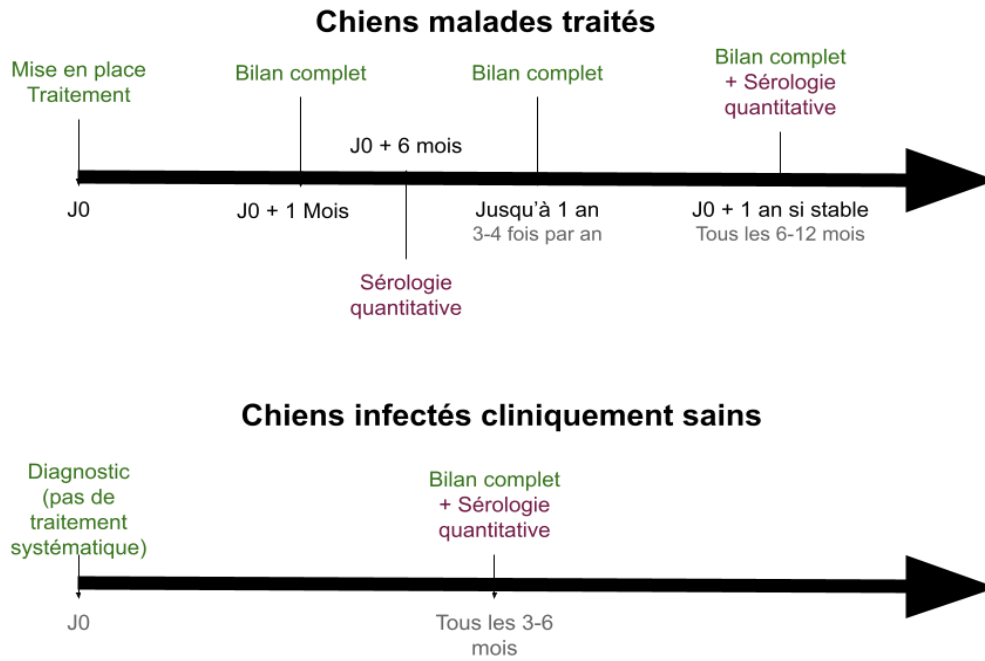 Chiens malades traités
Mise en place
Traitement
Bilan complet
Bilan complet
Bilan complet
+ Sérologie
quantitative
J0 + 6 mois
J0
J0 + 1 Mois
Jusqu'à 1 an
3-4 fois par an
J0 + 1 an si stable
Tous les 6-12 mois
Sérologie
quantitative
Chiens infectés cliniquement sains
Diagnostic
(pas de
traitement
systématique)
Bilan complet
+ Sérologie
quantitative
J0
Tous les 3-6
mois